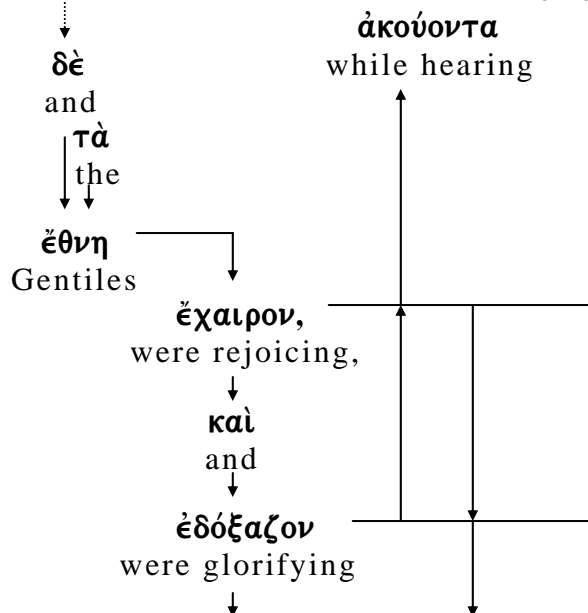 ἀκούοντα
while hearing
δὲ
and
τὰ
the
ἔθνη
Gentiles
ἔχαιρον,
were rejoicing,
καὶ
and
ἐδόξαζον
were glorifying